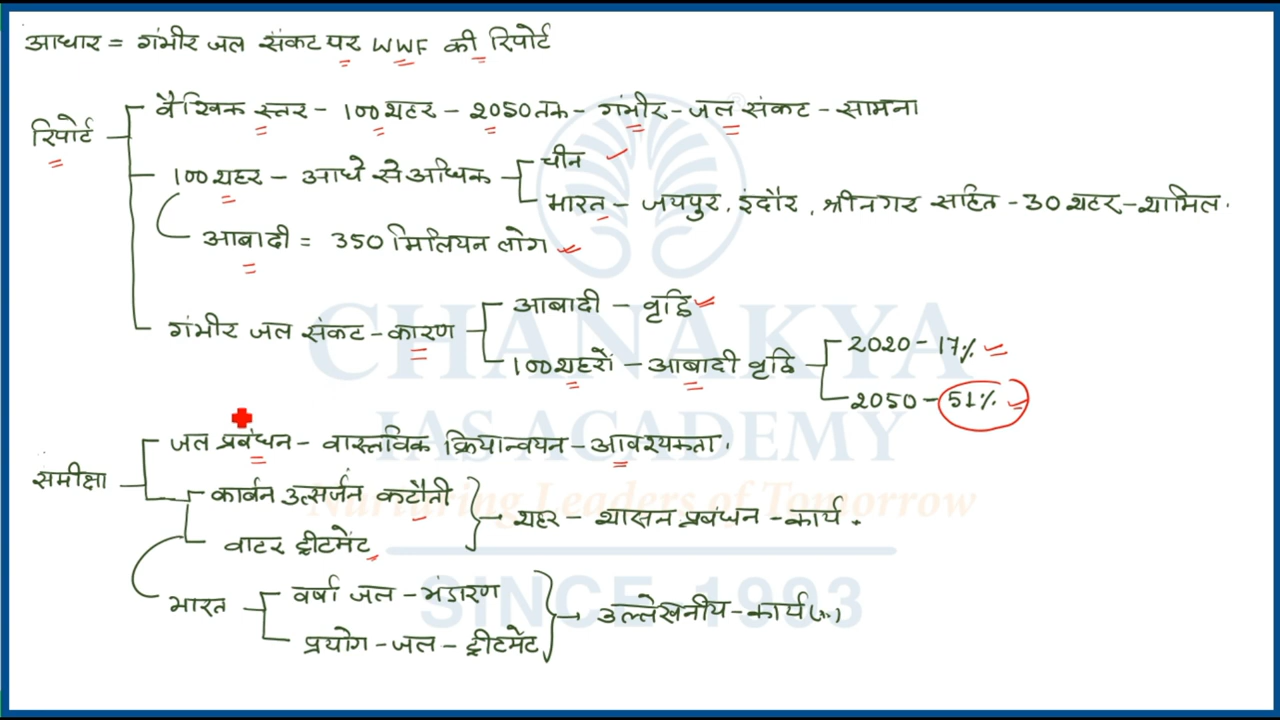 आधार = गंभीर जल संकट पर WWF की रिपोर्ट
रिपोर्ट
वैश्विक स्तर - 100 शहर - 2050 तक - गंभीर - जल संकट - सामना
100 शहर - आधे से अधिक
चीन
भारत - जयपुर, इंदौर, श्रीनगर सहित - 30 शहर - शामिल.
आबादी = 350 मिलियन लोग
गंभीर जल संकट - कारण
आबादी - वृद्धि
100 शहरों - आबादी वृद्धि
2020 - 17%
2050 - 51%
समीक्षा
जल प्रबंधन - वास्तविक क्रियान्वयन - आवश्यकता.
कार्बन उत्सर्जन कटौती
वाटर ट्रीटमेंट
शहर - शासन प्रबंधन - कार्य.
भारत
वर्षा जल - भंडारण
प्रयोग - जल - ट्रीटमेंट
उल्लेखनीय - कार्य
CHANAKYA
IAS ACADEMY
Nurturing Leaders of Tomorrow
SINCE 1993